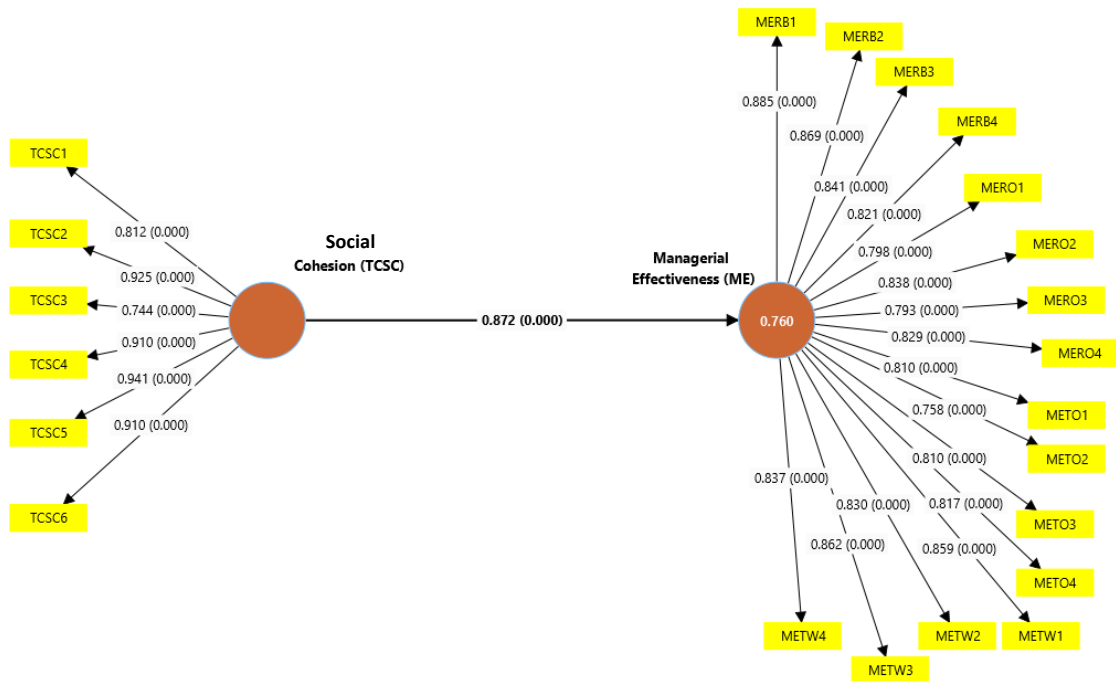 MERB1
MERB2
MERB3
0.885 (0.000)
MERB4
0.869 (0.000)
TCSC1
0.841 (0.000)
MERO1
0.821 (0.000)
TCSC2
0.812 (0.000)
Social
Cohesion (TCSC)
Managerial
Effectiveness (ME)
0.798 (0.000)
MERO2
0.925 (0.000)
0.838 (0.000)
TCSC3
0.744 (0.000)
0.793 (0.000)
MERO3
0.872 (0.000)
0.760
0.829 (0.000)
0.910 (0.000)
MERO4
TCSC4
0.810 (0.000)
0.941 (0.000)
0.758 (0.000)
METO1
0.910 (0.000)
TCSC5
0.810 (0.000)
METO2
0.837 (0.000)
0.830 (0.000)
0.817 (0.000)
TCSC6
METO3
0.862 (0.000)
0.859 (0.000)
METO4
METW4
METW2
METW1
METW3